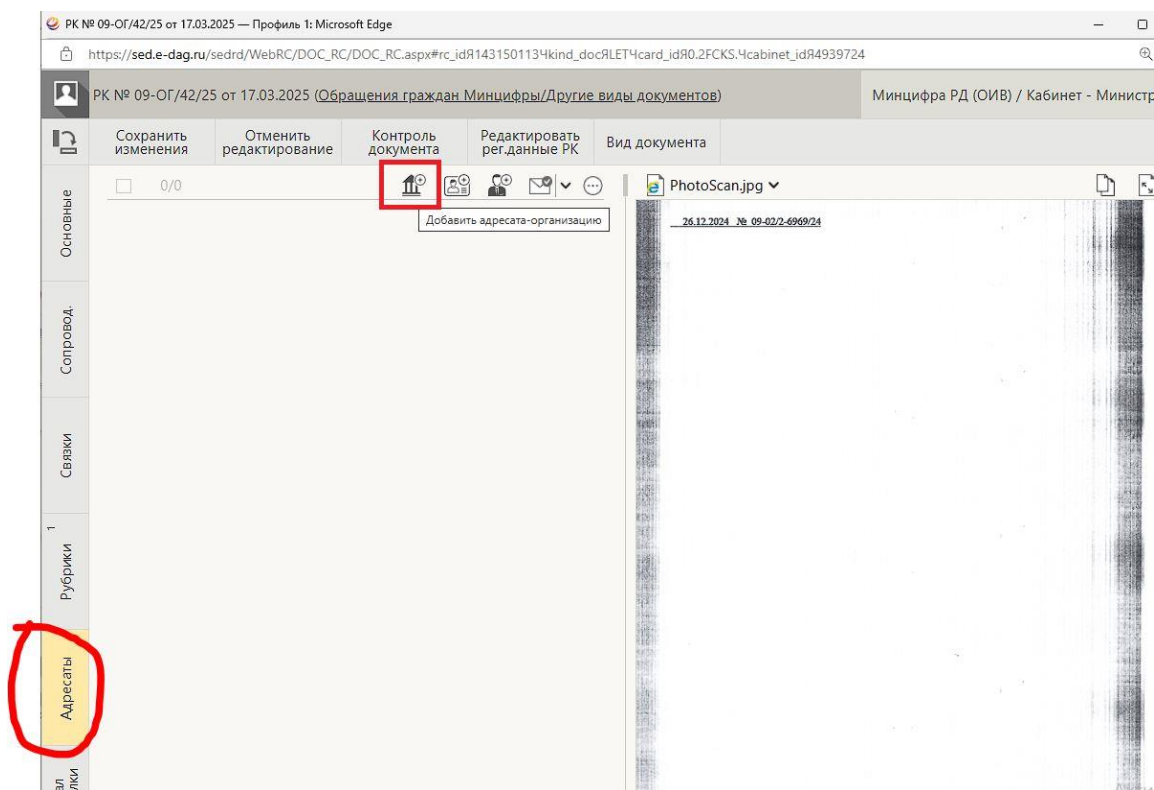 РК № 09-ОГ/42/25 от 17.03.2025 — Профиль 1: Microsoft Edge
https://sed.e-dag.ru/sedrd/WebRC/DOC_RC/DOC_RC.aspx#rc_idЯ143150113Чkind_docЯLETЧcard_idЯ0.2FCKS.Чcabinet_idЯ4939724
РК № 09-ОГ/42/25 от 17.03.2025 (Обращения граждан Минцифры/Другие виды документов)
Минцифра РД (ОИВ) / Кабинет - Министр
Сохранить изменения
Отменить редактирование
Контроль документа
Редактировать рег.данные РК
Вид документа
0/0
PhotoScan.jpg
Добавить адресата-организацию
26.12.2024 № 09-02/2-6969/24
Основные
Сопровод.
Связки
1
Рубрики
Адресаты